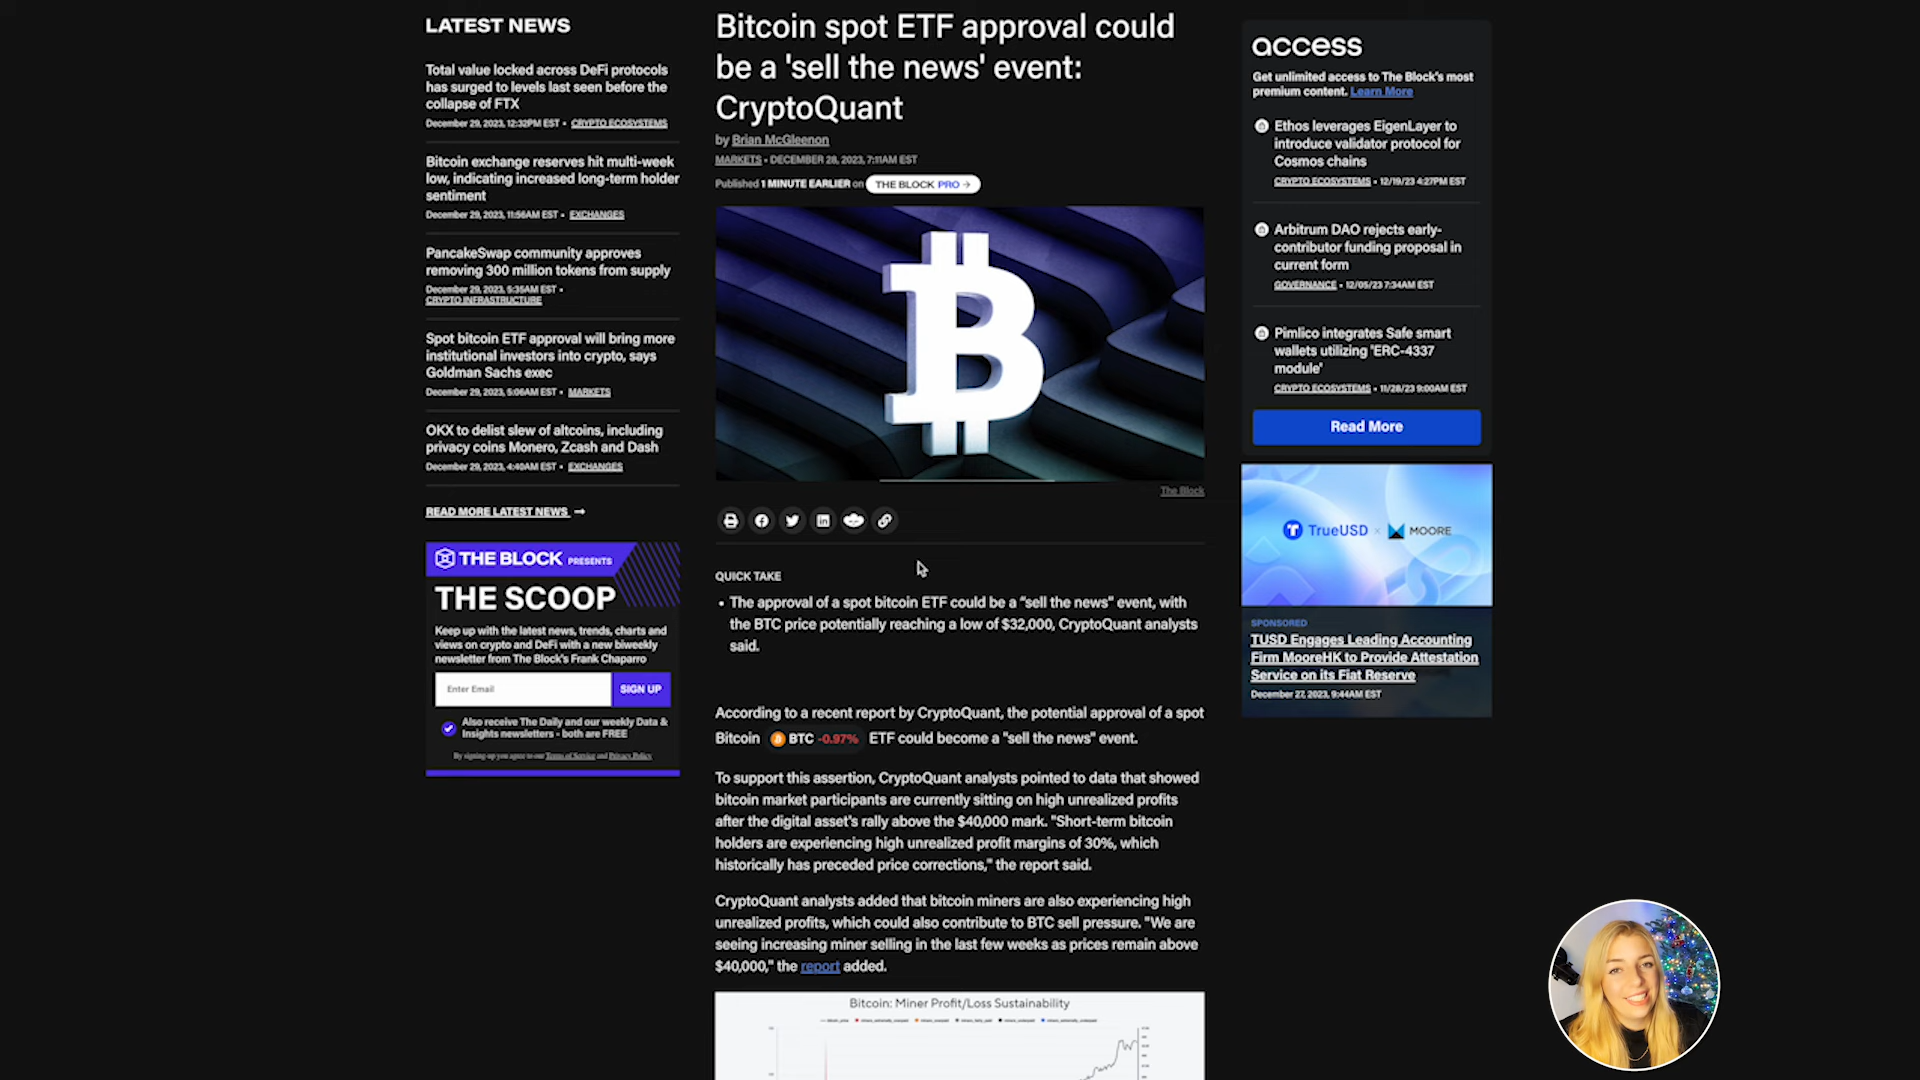 LATEST NEWS
Total value locked across DeFi protocols
has surged to levels last seen before the
collapse of FTX
December 29, 2023, 12:32PM EST • CRYPTO ECOSYSTEMS
Bitcoin exchange reserves hit multi-week
low, indicating increased long-term holder
sentiment
December 29, 2023, 11:56AM EST • EXCHANGES
PancakeSwap community approves
removing 300 million tokens from supply
December 29, 2023, 5:35AM EST •
CRYPTO INFRASTRUCTURE
Spot bitcoin ETF approval will bring more
institutional investors into crypto, says
Goldman Sachs exec
December 29, 2023, 5:06AM EST • MARKETS
OKX to delist slew of altcoins, including
privacy coins Monero, Zcash and Dash
December 29, 2023, 4:40AM EST • EXCHANGES
READ MORE LATEST NEWS →
THE BLOCK PRESENTS
THE SCOOP
Keep up with the latest news, trends, charts and
views on crypto and DeFi with a new biweekly
newsletter from The Block's Frank Chaparro
Enter Email SIGN UP
Also receive The Daily and our weekly Data &
Insights newsletters - both are FREE
By signing-up you agree to our Terms of Service and Privacy Policy
Bitcoin spot ETF approval could
be a 'sell the news' event:
CryptoQuant
by Brian McGleenon
MARKETS • DECEMBER 28, 2023, 7:11AM EST
Published 1 MINUTE EARLIER on THE BLOCK PRO →
The Block
QUICK TAKE
• The approval of a spot bitcoin ETF could be a "sell the news" event, with
the BTC price potentially reaching a low of $32,000, CryptoQuant analysts
said.
According to a recent report by CryptoQuant, the potential approval of a spot
Bitcoin BTC -0.97% ETF could become a "sell the news" event.
To support this assertion, CryptoQuant analysts pointed to data that showed
bitcoin market participants are currently sitting on high unrealized profits
after the digital asset's rally above the $40,000 mark. "Short-term bitcoin
holders are experiencing high unrealized profit margins of 30%, which
historically has preceded price corrections," the report said.
CryptoQuant analysts added that bitcoin miners are also experiencing high
unrealized profits, which could also contribute to BTC sell pressure. "We are
seeing increasing miner selling in the last few weeks as prices remain above
$40,000," the report added.
Bitcoin: Miner Profit/Loss Sustainability
access
Get unlimited access to The Block's most
premium content. Learn More
Ethos leverages EigenLayer to
introduce validator protocol for
Cosmos chains
CRYPTO ECOSYSTEMS • 12/19/23 4:27PM EST
Arbitrum DAO rejects early-
contributor funding proposal in
current form
GOVERNANCE • 12/05/23 7:34AM EST
Pimlico integrates Safe smart
wallets utilizing 'ERC-4337
module'
CRYPTO ECOSYSTEMS • 11/28/23 9:00AM EST
Read More
TrueUSD × MOORE
SPONSORED
TUSD Engages Leading Accounting
Firm MooreHK to Provide Attestation
Service on its Fiat Reserve
December 27, 2023, 9:44AM EST